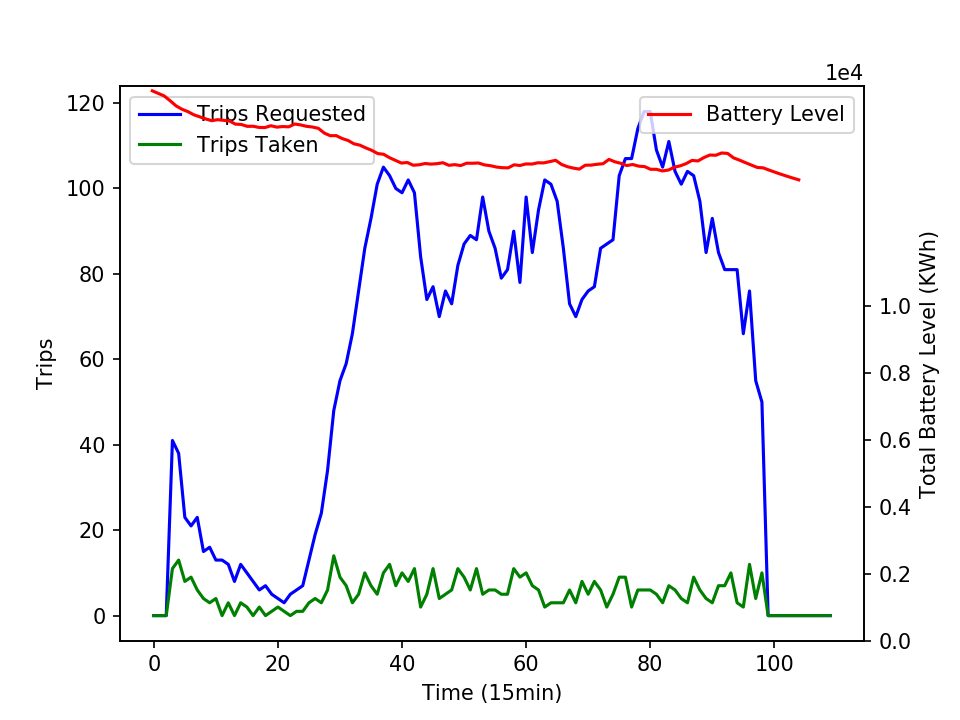 1e4
Trips Requested
Trips Taken
Battery Level
120
100
80
60
40
20
0
Trips
1.0
0.8
0.6
0.4
0.2
0.0
Total Battery Level (KWh)
0 20 40 60 80 100
Time (15min)